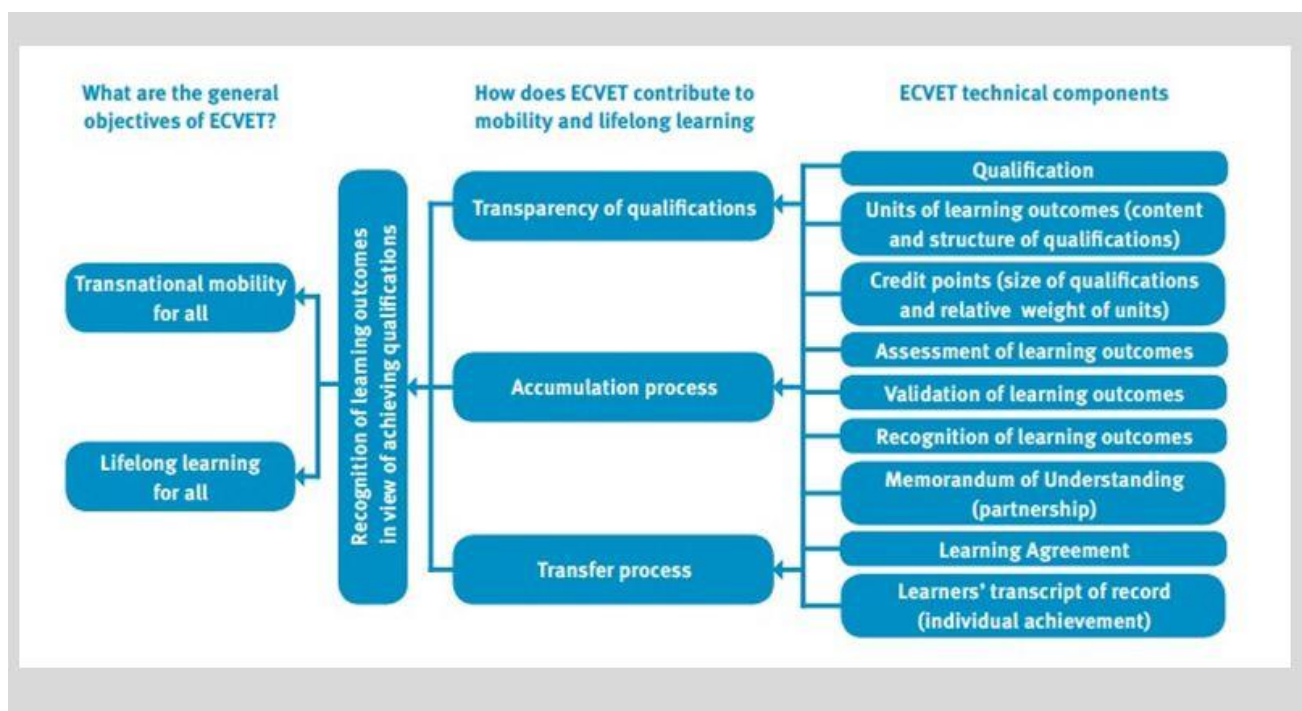 What are the general
objectives of ECVET?
Transnational mobility
for all
Lifelong learning
for all
Recognition of learning outcomes
in view of achieving qualifications
How does ECVET contribute to
mobility and lifelong learning
Transparency of qualifications
Accumulation process
Transfer process
ECVET technical components
Qualification
Units of learning outcomes (content
and structure of qualifications)
Credit points (size of qualifications
and relative weight of units)
Assessment of learning outcomes
Validation of learning outcomes
Recognition of learning outcomes
Memorandum of Understanding
(partnership)
Learning Agreement
Learners’ transcript of record
(individual achievement)